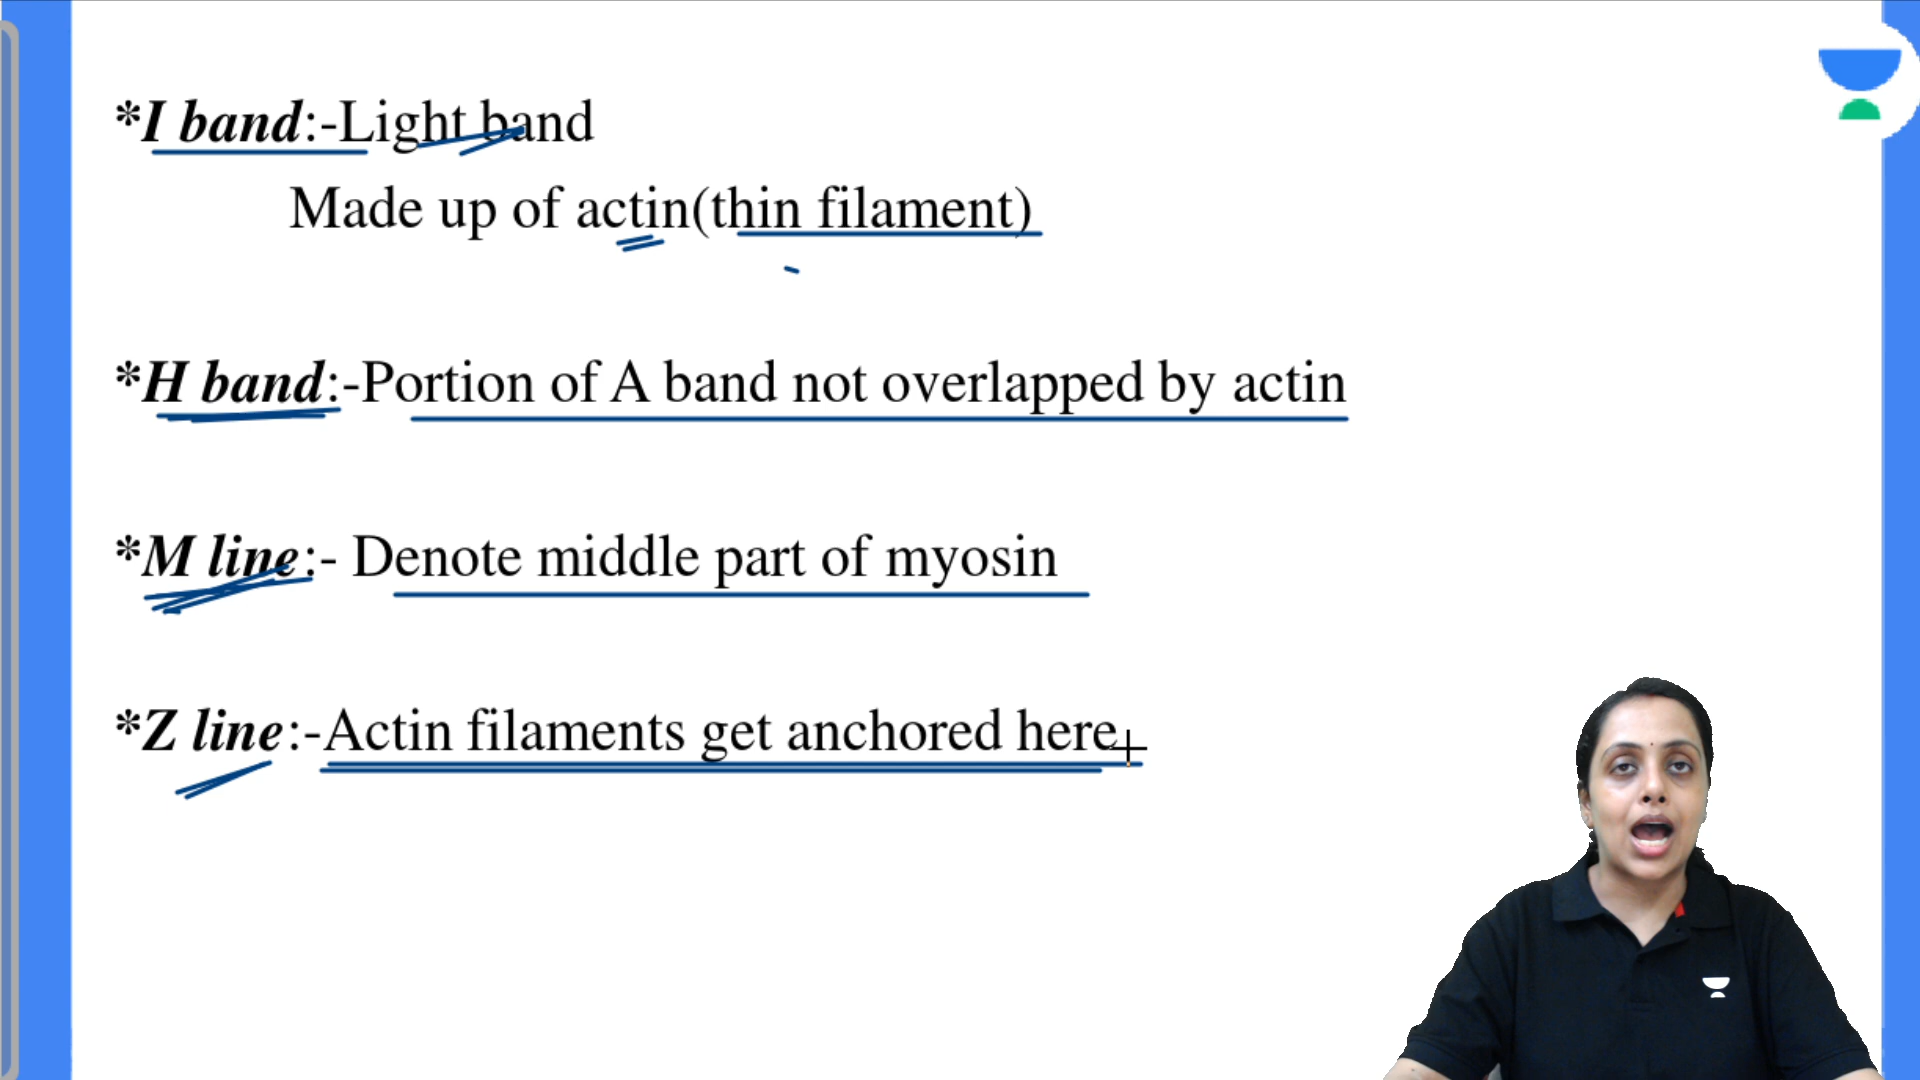 *I band:-Light band
Made up of actin(thin filament)
*H band:-Portion of A band not overlapped by actin
*M line:- Denote middle part of myosin
*Z line:-Actin filaments get anchored here